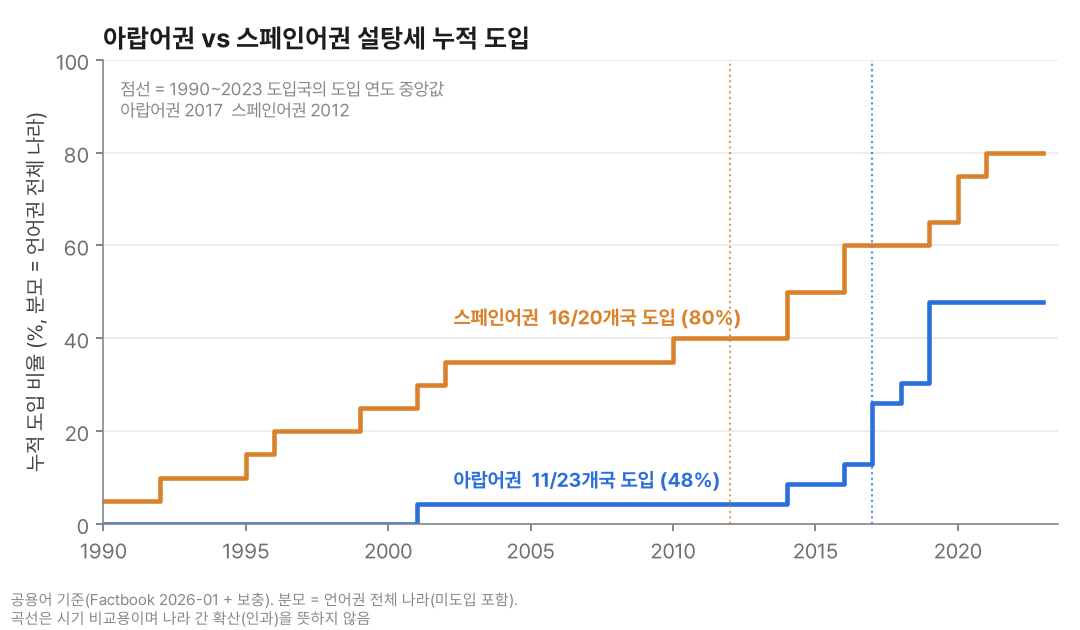 아랍어권 vs 스페인어권 설탕세 누적 도입
점선 = 1990~2023 도입국의 도입 연도 중앙값
아랍어권 2017 스페인어권 2012
누적 도입 비율 (%, 분모 = 언어권 전체 나라)
100
80
60
40
20
0
스페인어권 16/20개국 도입 (80%)
아랍어권 11/23개국 도입 (48%)
1990 1995 2000 2005 2010 2015 2020
공용어 기준(Factbook 2026-01 + 보충). 분모 = 언어권 전체 나라(미도입 포함).
곡선은 시기 비교용이며 나라 간 확산(인과)을 뜻하지 않음